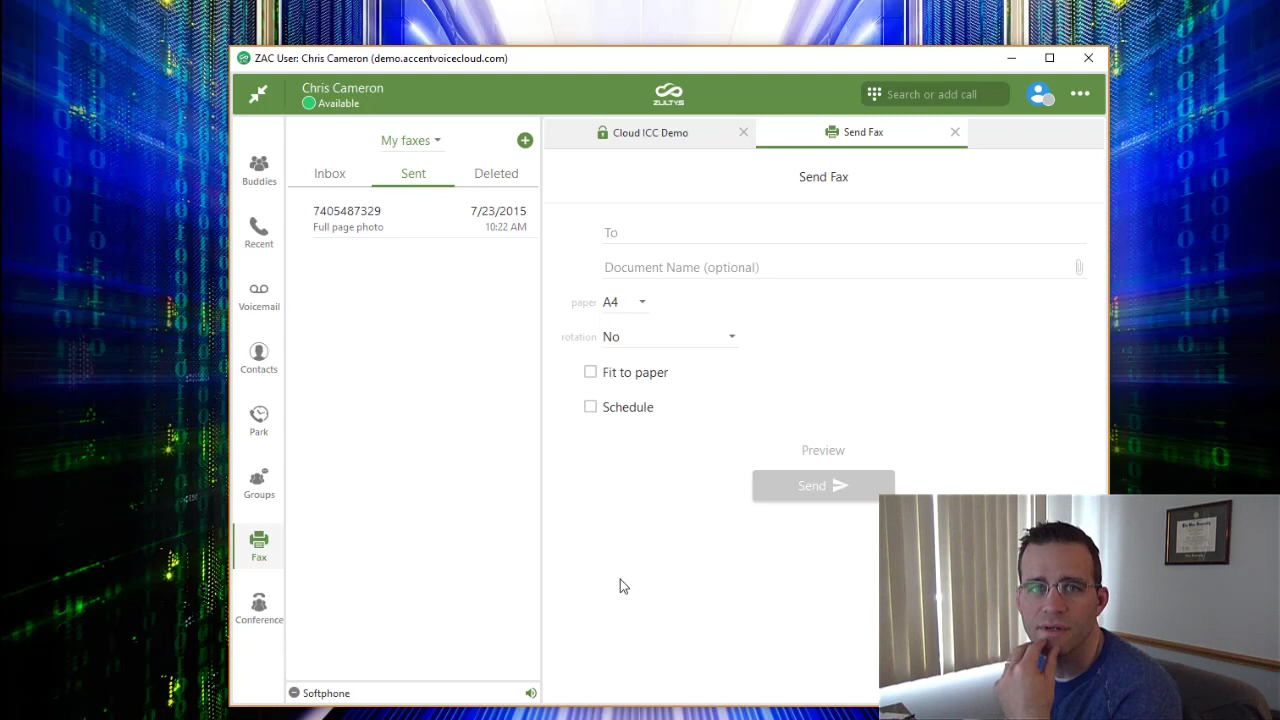 ZAC User: Chris Cameron (demo.accentvoicecloud.com)
Chris Cameron
Available
ZULTYS
Search or add call
Buddies
Recent
Voicemail
Contacts
Park
Groups
Fax
Conference
My faxes
Inbox Sent Deleted
7405487329 7/23/2015
Full page photo 10:22 AM
Softphone
Cloud ICC Demo
Send Fax
Send Fax
To
Document Name (optional)
paper A4
rotation No
Fit to paper
Schedule
Preview
Send